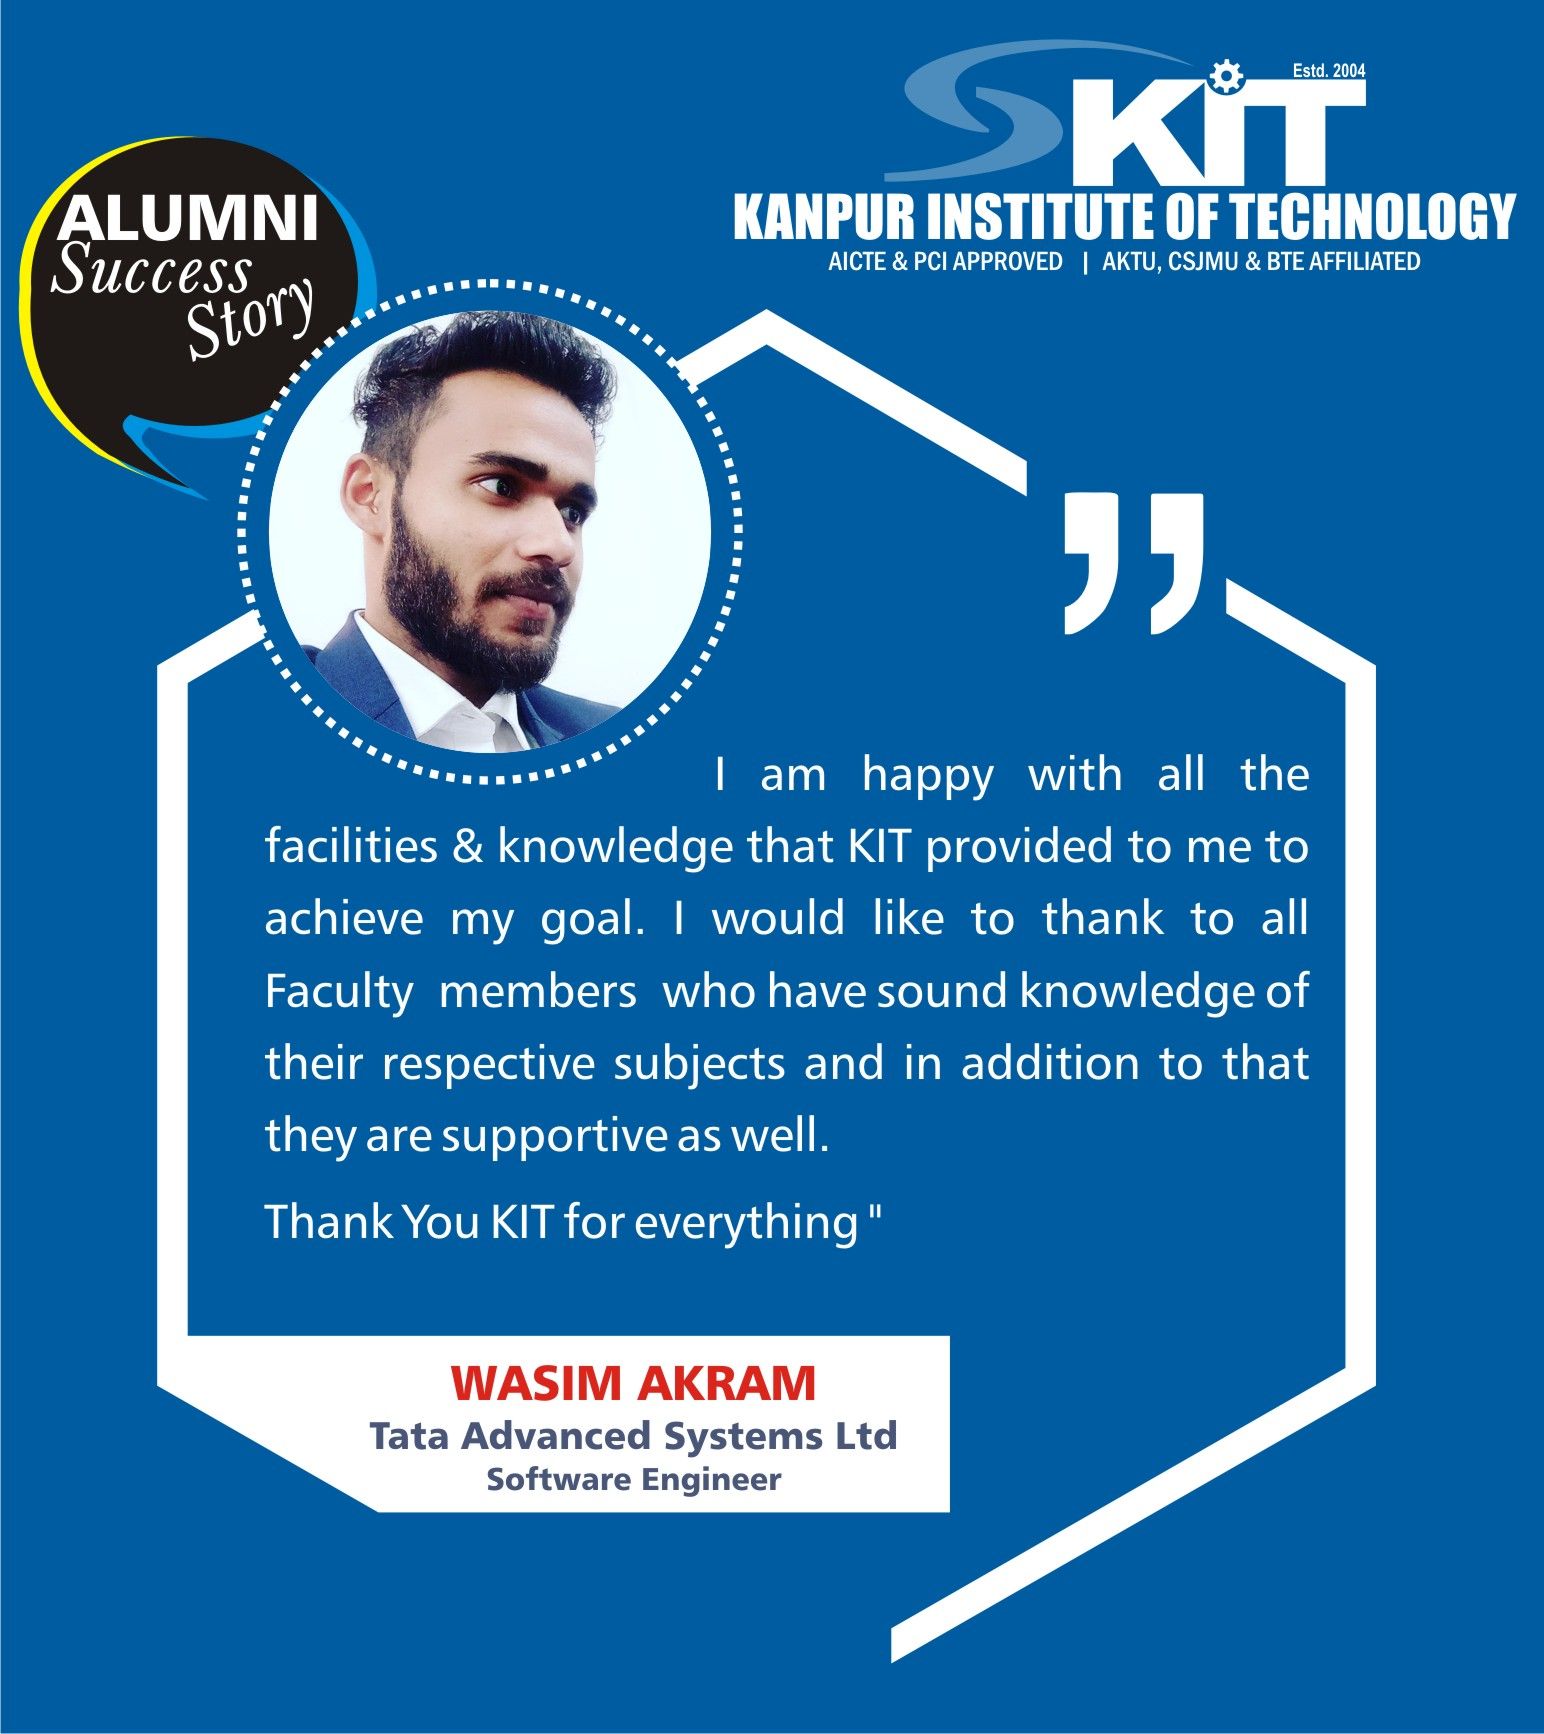 ALUMNI
Success
Story
Estd. 2004
KIT
KANPUR INSTITUTE OF TECHNOLOGY
AICTE & PCI APPROVED | AKTU, CSJMU & BTE AFFILIATED
”
I am happy with all the
facilities & knowledge that KIT provided to me to
achieve my goal. I would like to thank to all
Faculty members who have sound knowledge of
their respective subjects and in addition to that
they are supportive as well.
Thank You KIT for everything "
WASIM AKRAM
Tata Advanced Systems Ltd
Software Engineer